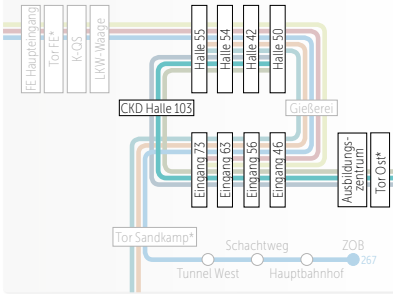 FE Haupteingang
Tor FE*
K-QS
LKW-Waage
Halle 55
Halle 54
Halle 42
Halle 50
CKD Halle 103
Gießerei
Eingang 73
Eingang 63
Eingang 56
Eingang 46
Ausbildungs-
zentrum
Tor Ost*
Tor Sandkamp*
Schachtweg
ZOB
267
Tunnel West
Hauptbahnhof